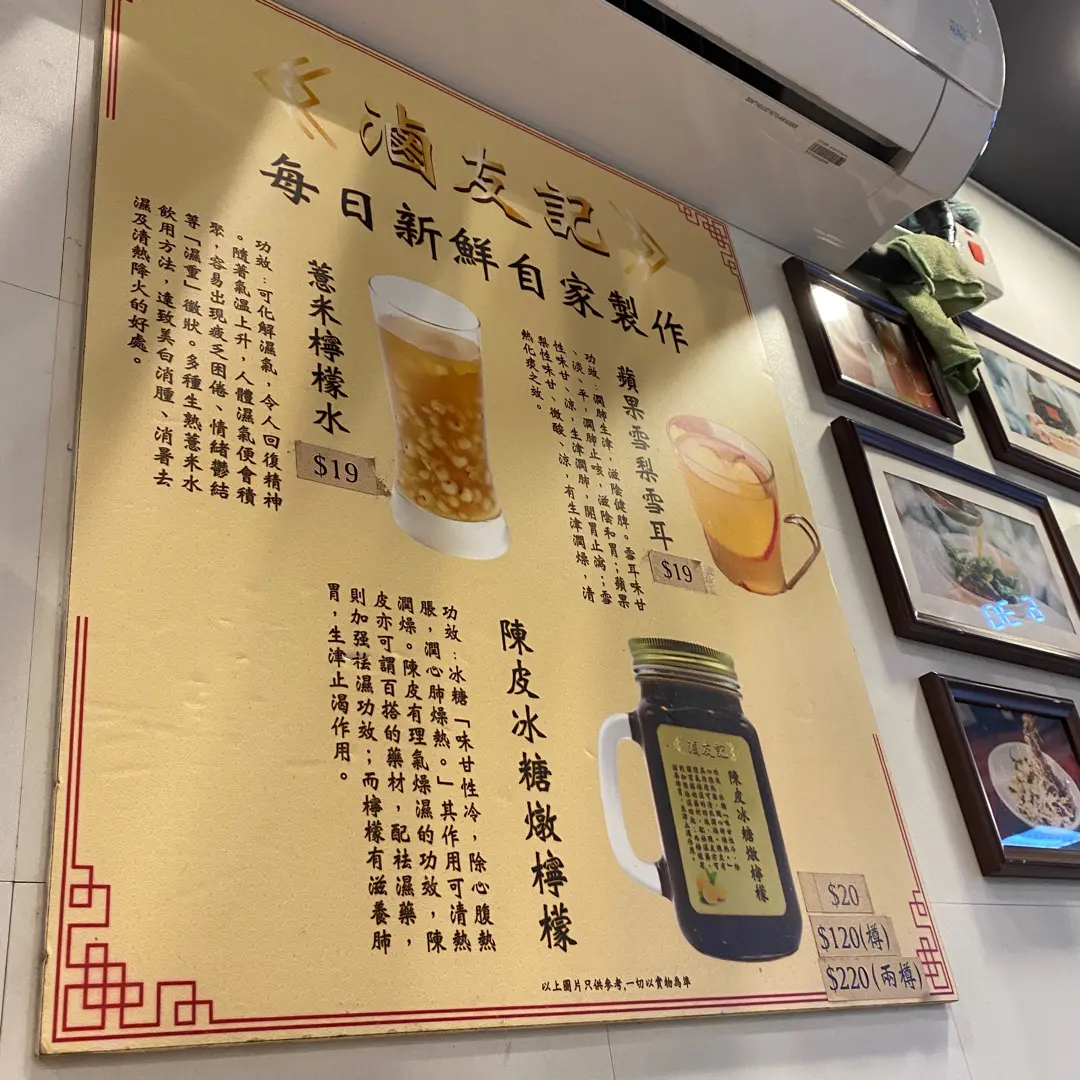 《滷友記》
每日新鮮自家製作
薏米檸檬水
$19
功效：可化解濕氣，令人回復精神
。隨著氣溫上升，人體濕氣便會積
聚，容易出現疲乏困倦、情緒鬱結
等「濕重」徵狀。多種生熟薏米水
飲用方法，達致美白消腫、消暑去
濕及清熱降火的好處。
蘋果雪梨雪耳
$19
功效：潤肺生津，滋陰健脾。雪耳味甘
、淡、平，潤肺止咳，滋陰和胃；蘋果
性味甘、涼，生津潤肺，開胃止瀉；雪
梨性味甘、微酸、涼，有生津潤燥，清
熱化痰之效。
陳皮冰糖燉檸檬
功效：冰糖「味甘性冷，除心腹熱
脹，潤心肺燥熱。」其作用可清熱
潤燥。陳皮有理氣燥濕的功效，陳
皮亦可謂百搭的藥材，配祛濕藥，
則加强祛濕功效；而檸檬有滋養肺
胃，生津止渴作用。
《滷友記》
陳皮冰糖燉檸檬
$20
$120(樽)
$220(兩樽)
以上圖片只供參考,一切以實物為準